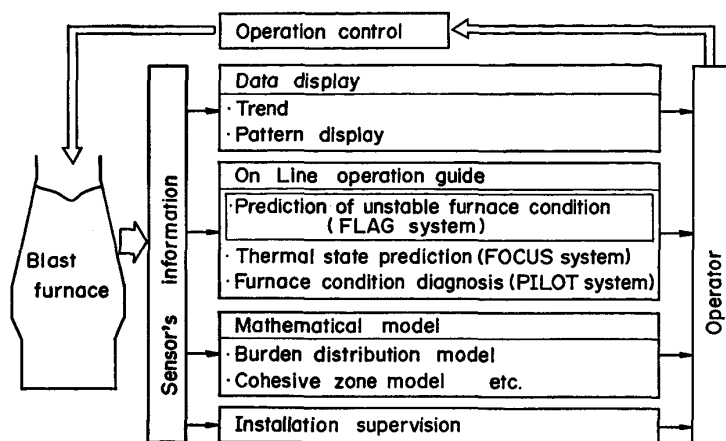 Operation control
Data display
· Trend
· Pattern display
On Line operation guide
· Prediction of unstable furnace condition
(FLAG system)
· Thermal state prediction (FOCUS system)
· Furnace condition diagnosis (PILOT system)
Mathematical model
· Burden distribution model
· Cohesive zone model etc.
Installation supervision
Blast
furnace
Sensor's information
Operator